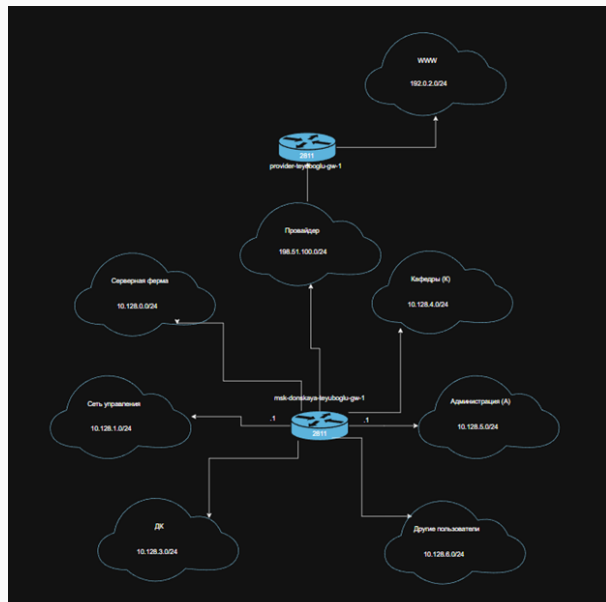 WWW
192.0.2.0/24
2811
provider-leyuboglu-gw-1
Провайдер
198.51.100.0/24
Серверная ферма
10.128.0.0/24
Кафедры (К)
10.128.4.0/24
msk-donskaya-leyuboglu-gw-1
Сеть управления
10.128.1.0/24
.1
2811
.1
Администрация (А)
10.128.5.0/24
ДК
10.128.3.0/24
Другие пользователи
10.128.6.0/24